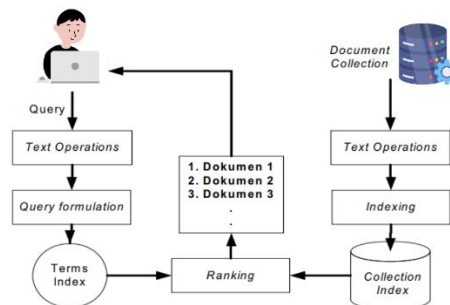 Document
Collection
Query
Text Operations
Text Operations
1. Dokumen 1
2. Dokumen 2
3. Dokumen 3
.
.
Query formulation
Indexing
Terms
Index
Ranking
Collection
Index